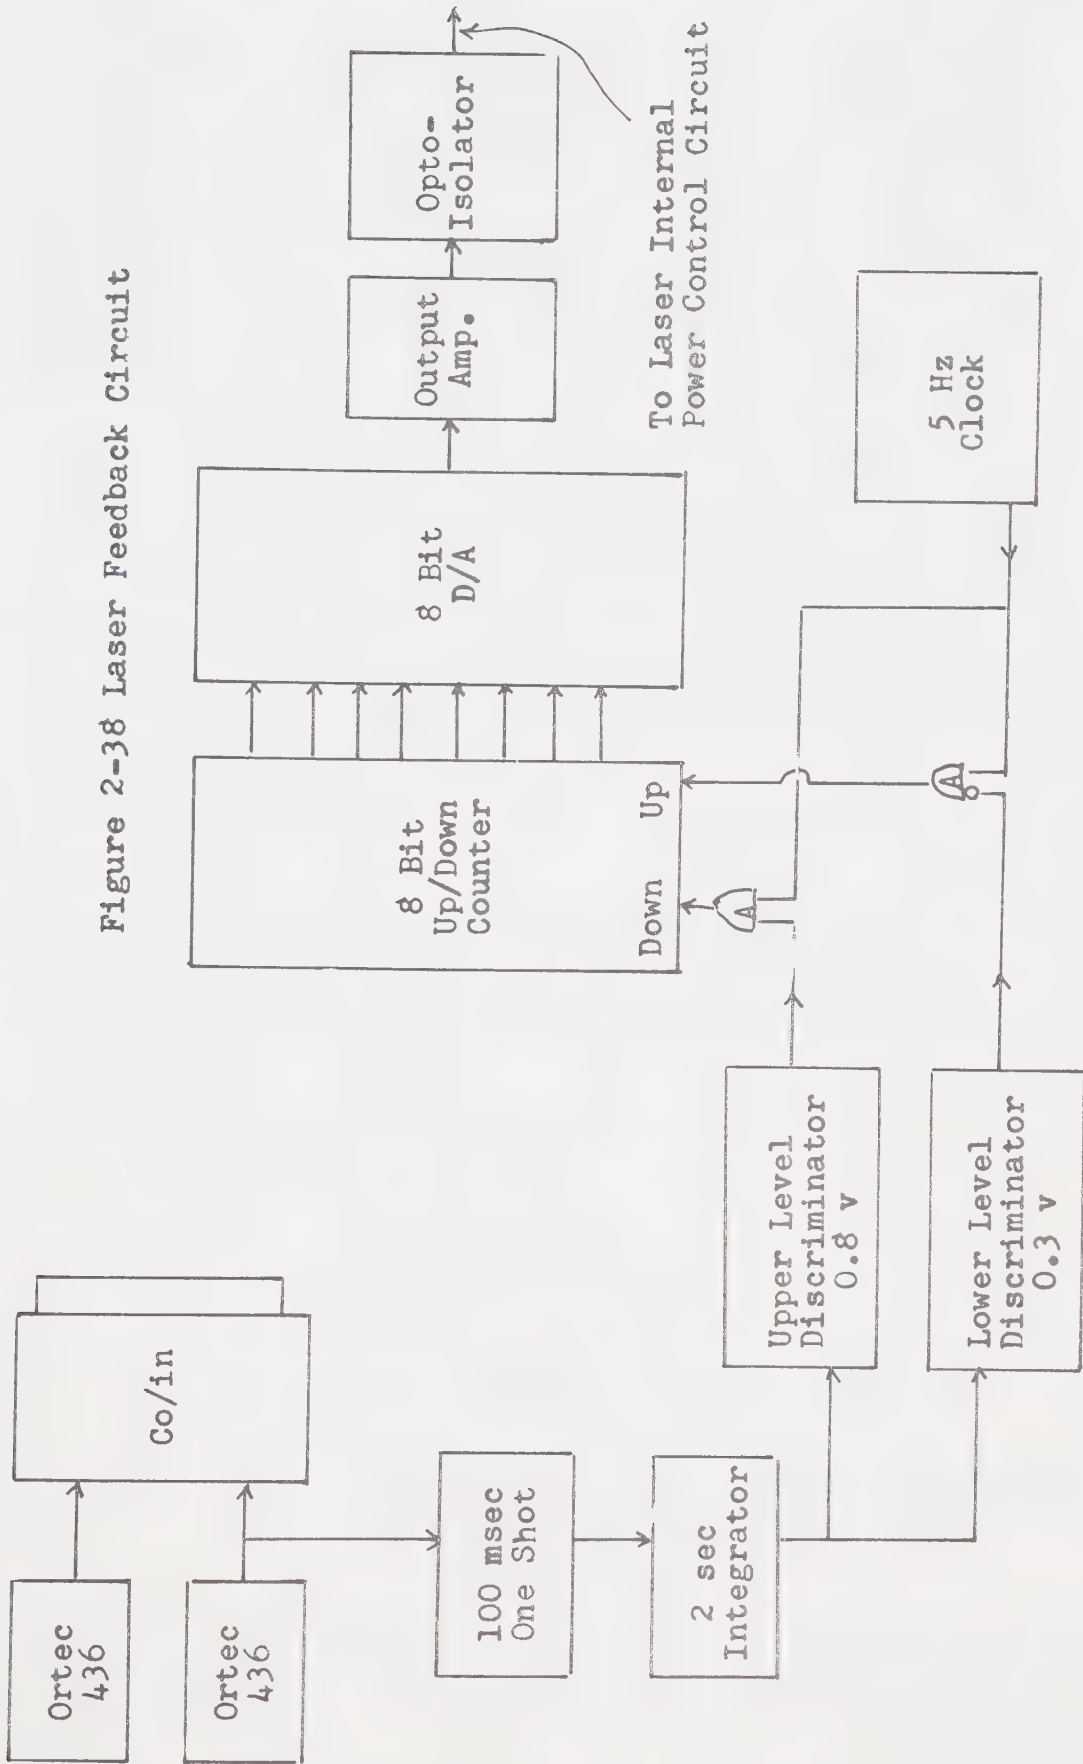 Figure 2-38 Laser Feedback Circuit
Ortec
436
Ortec
436
Co/in
100 msec
One Shot
2 sec
Integrator
Upper Level
Discriminator
0.8 v
Lower Level
Discriminator
0.3 v
8 Bit
Up/Down
Counter
Down
Up
A
A
8 Bit
D/A
Output
Amp.
Opto-
Isolator
To Laser Internal
Power Control Circuit
5 Hz
Clock